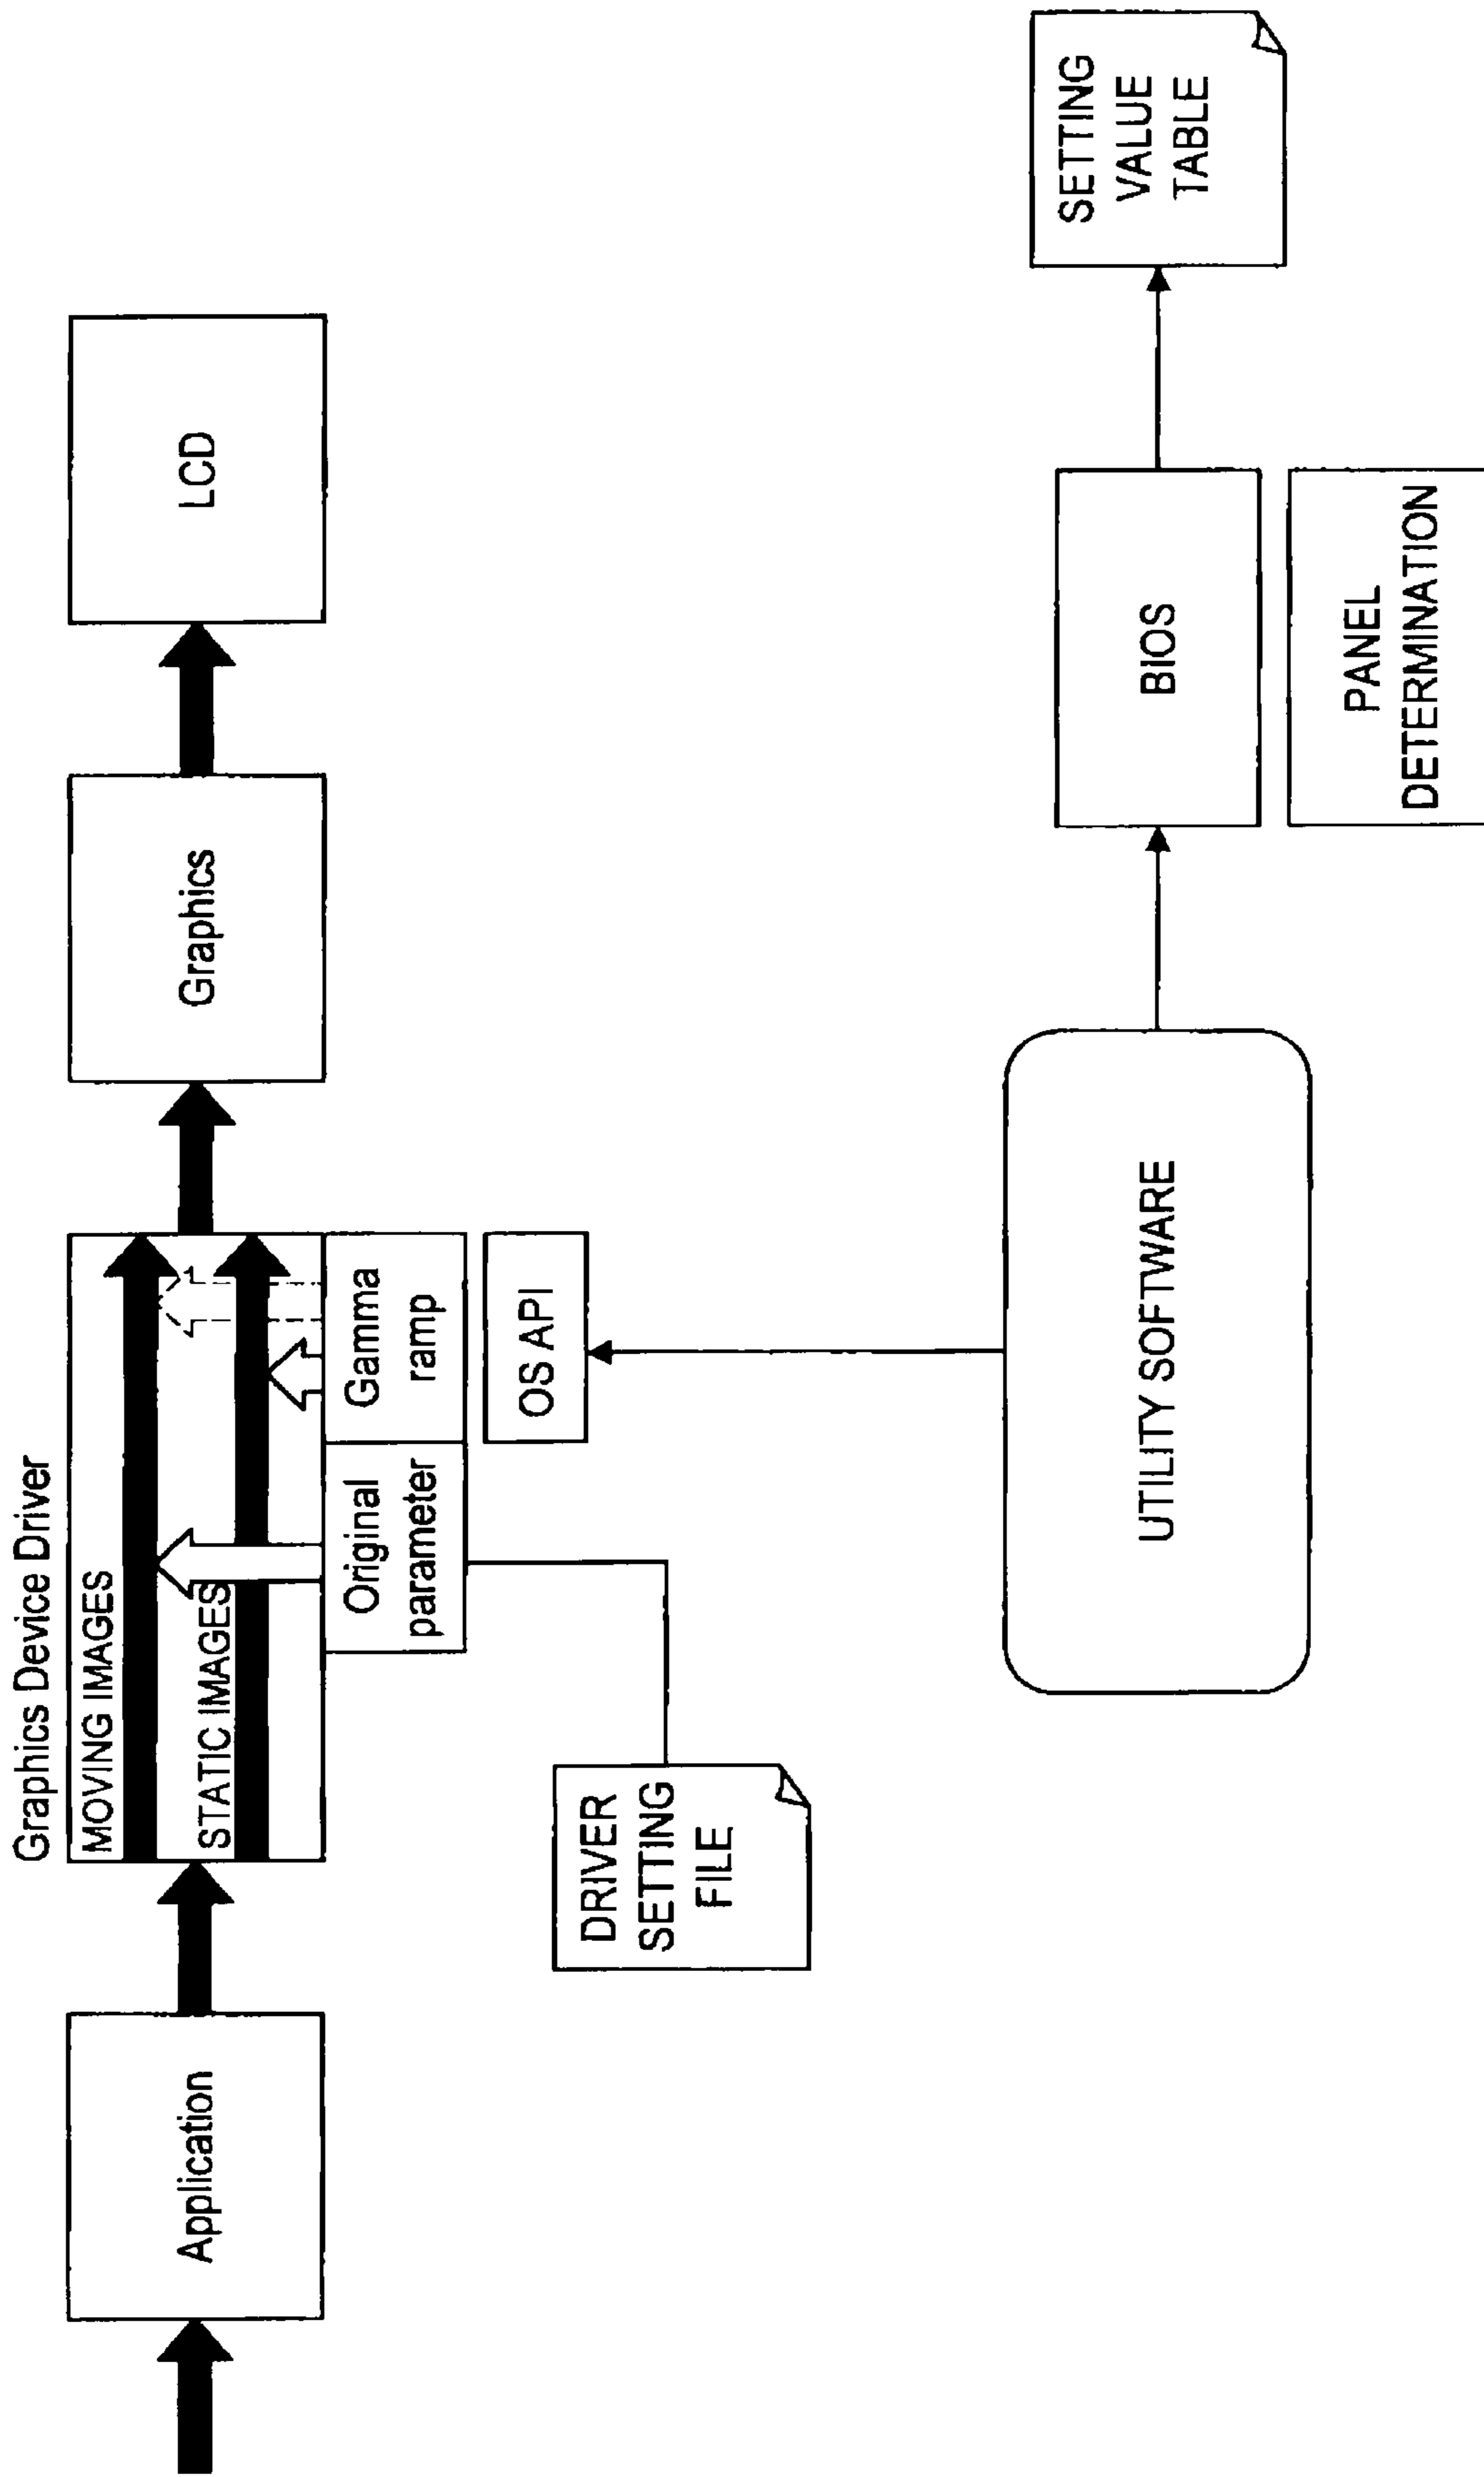 Graphics Device Driver
Application
MOVING IMAGES
STATIC IMAGES
Graphics
LCD
Original
parameter
Gamma
ramp
OS API
DRIVER
SETTING
FILE
UTILITY SOFTWARE
BIOS
PANEL
DETERMINATION
SETTING
VALUE
TABLE